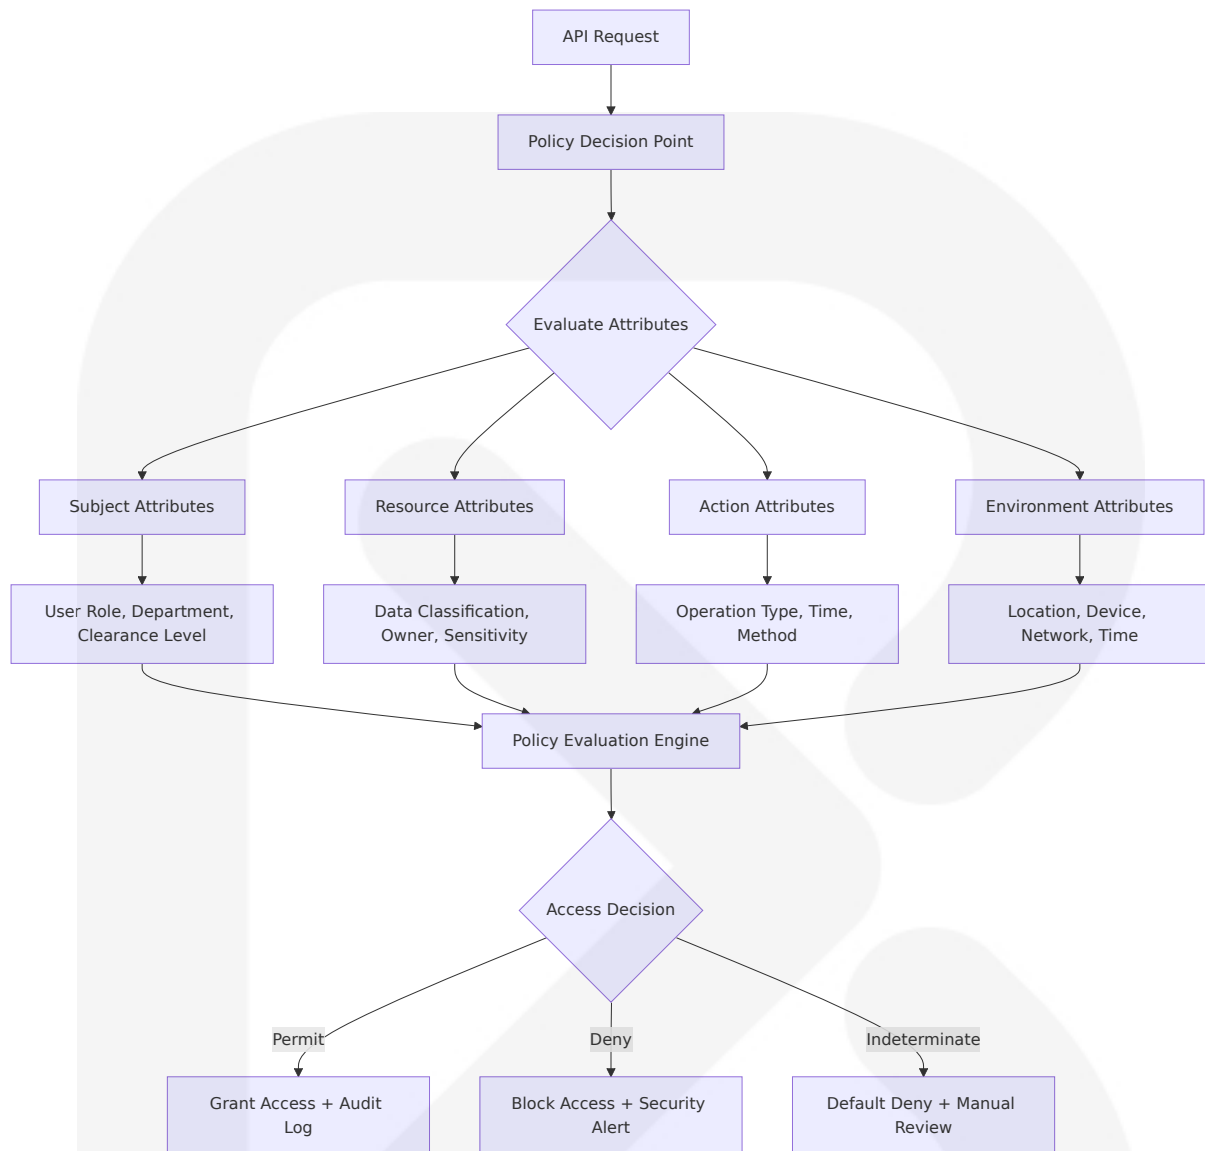 API Request
Policy Decision Point
Evaluate Attributes
Subject Attributes
Resource Attributes
Action Attributes
Environment Attributes
User Role, Department,
Clearance Level
Data Classification,
Owner, Sensitivity
Operation Type, Time,
Method
Location, Device,
Network, Time
Policy Evaluation Engine
Access Decision
Permit
Deny
Indeterminate
Grant Access + Audit
Log
Block Access + Security
Alert
Default Deny + Manual
Review